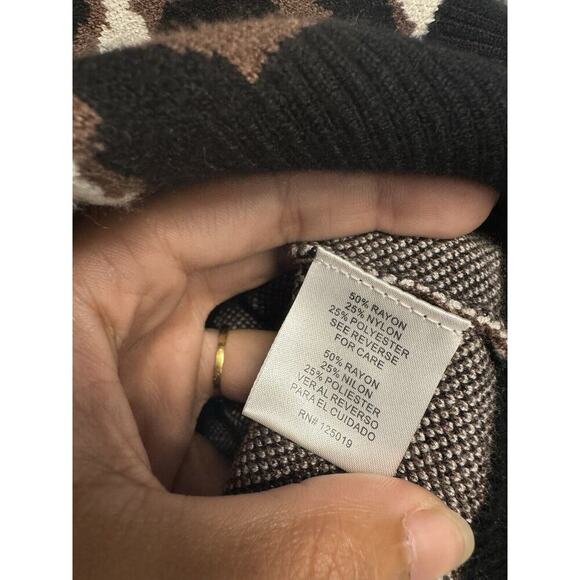 50% RAYON
25% NYLON
25% POLYESTER
SEE REVERSE
FOR CARE
50% RAYON
25% NILON
25% POLIESTER
VER AL REVERSO
PARA EL CUIDADO
RN# 125019